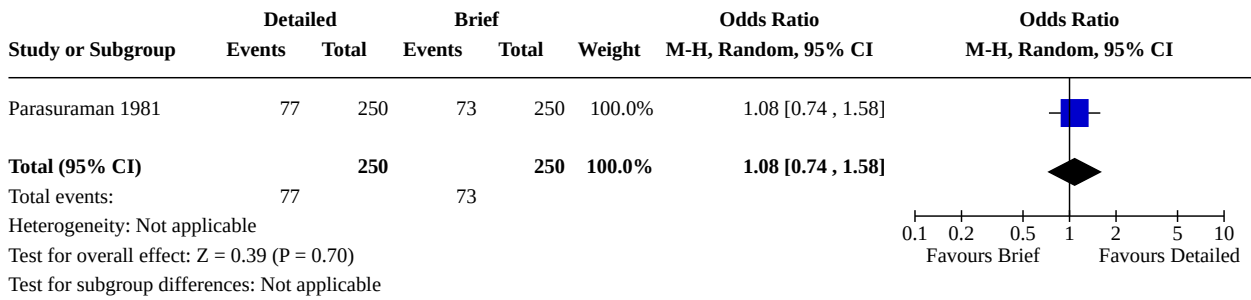 Detailed Brief Odds Ratio Odds Ratio
Study or Subgroup Events Total Events Total Weight M-H, Random, 95% CI M-H, Random, 95% CI
Parasuraman 1981 77 250 73 250 100.0% 1.08 [0.74 , 1.58]
Total (95% CI) 250 250 100.0% 1.08 [0.74 , 1.58]
Total events: 77 73
Heterogeneity: Not applicable
0.1 0.2 0.5 1 2 5 10
Test for overall effect: Z = 0.39 (P = 0.70) Favours Brief Favours Detailed
Test for subgroup differences: Not applicable